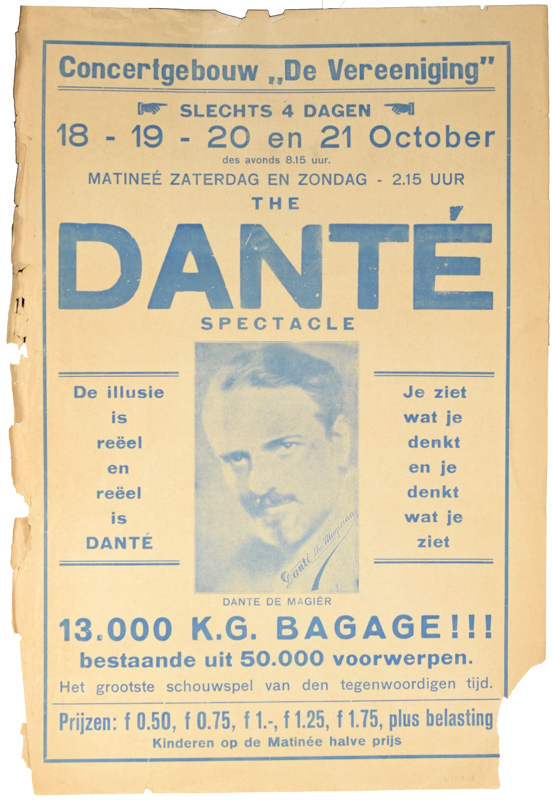 Concertgebouw „De Vereeniging”
SLECHTS 4 DAGEN
18 - 19 - 20 en 21 October
des avonds 8.15 uur.
MATINEÉ ZATERDAG EN ZONDAG - 2.15 UUR
THE
DANTÉ
SPECTACLE
De illusie
is
reëel
en
reëel
is
DANTÉ
Je ziet
wat je
denkt
en je
denkt
wat je
ziet
Danté the Magician
DANTE DE MAGIËR
13.000 K.G. BAGAGE!!!
bestaande uit 50.000 voorwerpen.
Het grootste schouwspel van den tegenwoordigen tijd.
Prijzen: f 0.50, f 0.75, f 1.-, f 1.25, f 1.75, plus belasting
Kinderen op de Matinée halve prijs